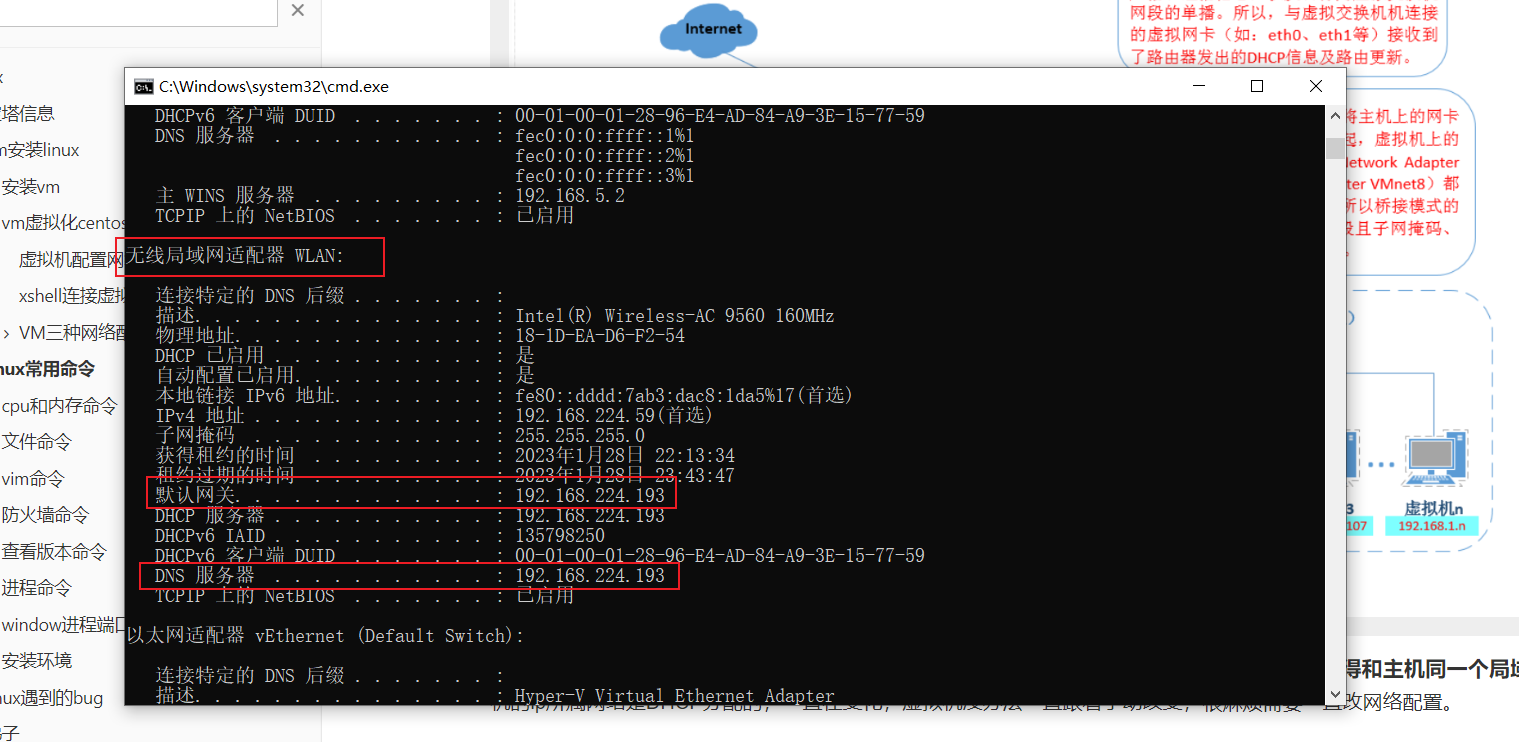 Internet
网段的单播。所以，与虚拟交换机机连接
的虚拟网卡（如：eth0、eth1等）接收到
了路由器发出的DHCP信息及路由更新。
C:\Windows\system32\cmd.exe
DHCPv6 客户端 DUID . . . . . . . : 00-01-00-01-28-96-E4-AD-84-A9-3E-15-77-59
DNS 服务器 . . . . . . . . . . . : fec0:0:0:ffff::1%1
fec0:0:0:ffff::2%1
fec0:0:0:ffff::3%1
主 WINS 服务器 . . . . . . . . . : 192.168.5.2
TCPIP 上的 NetBIOS . . . . . . . : 已启用
无线局域网适配器 WLAN:
连接特定的 DNS 后缀 . . . . . . . :
描述. . . . . . . . . . . . . . . : Intel(R) Wireless-AC 9560 160MHz
物理地址. . . . . . . . . . . . . : 18-1D-EA-D6-F2-54
DHCP 已启用 . . . . . . . . . . . : 是
自动配置已启用. . . . . . . . . . : 是
本地链接 IPv6 地址. . . . . . . . : fe80::dddd:7ab3:dac8:1da5%17(首选)
IPv4 地址 . . . . . . . . . . . . : 192.168.224.59(首选)
子网掩码 . . . . . . . . . . . . : 255.255.255.0
获得租约的时间 . . . . . . . . . : 2023年1月28日 22:13:34
租约过期的时间 . . . . . . . . . : 2023年1月28日 23:43:47
默认网关. . . . . . . . . . . . . : 192.168.224.193
DHCP 服务器 . . . . . . . . . . . : 192.168.224.193
DHCPv6 IAID . . . . . . . . . . . : 135798250
DHCPv6 客户端 DUID . . . . . . . : 00-01-00-01-28-96-E4-AD-84-A9-3E-15-77-59
DNS 服务器 . . . . . . . . . . . : 192.168.224.193
TCPIP 上的 NetBIOS . . . . . . . : 已启用
以太网适配器 vEthernet (Default Switch):
连接特定的 DNS 后缀 . . . . . . . :
描述. . . . . . . . . . . . . . . : Hyper-V Virtual Ethernet Adapter
塔信息
安装linux
安装vm
vm虚拟化centos
虚拟机配置网
xshell连接虚拟
VM三种网络配
nux常用命令
cpu和内存命令
文件命令
vim命令
防火墙命令
查看版本命令
进程命令
window进程端口
安装环境
nux遇到的bug
子
将主机上的网卡
起，虚拟机上的
etwork Adapter
ter VMnet8）都
所以桥接模式的
且子网掩码、
虚拟机n
3
107
192.168.1.n
得和主机同一个局域
改网络配置。